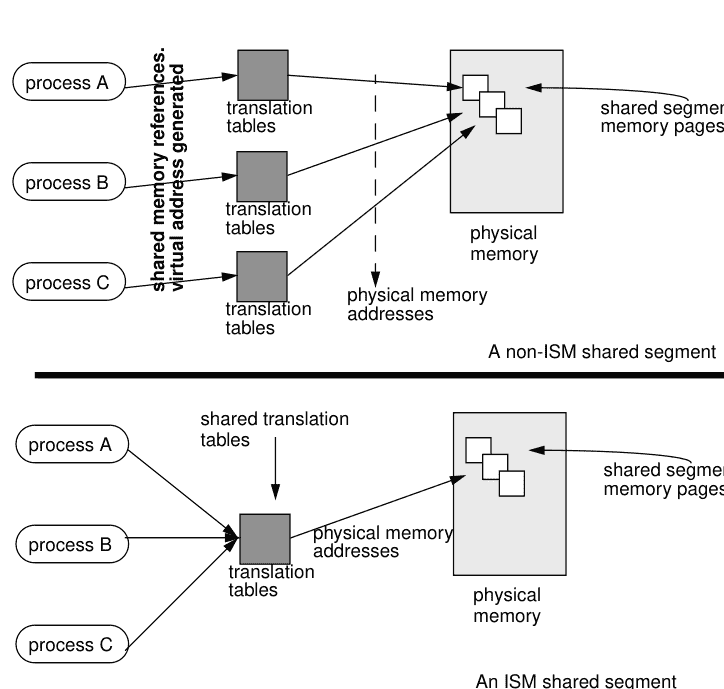 process A
shared memory references.
virtual address generated
translation
tables
shared
memory pages
process B
translation
tables
physical
memory
process C
translation
tables
physical memory
addresses
A non-ISM shared segment
shared translation
tables
process A
shared
memory pages
process B
physical memory
addresses
translation
tables
physical
memory
process C
An ISM shared segment